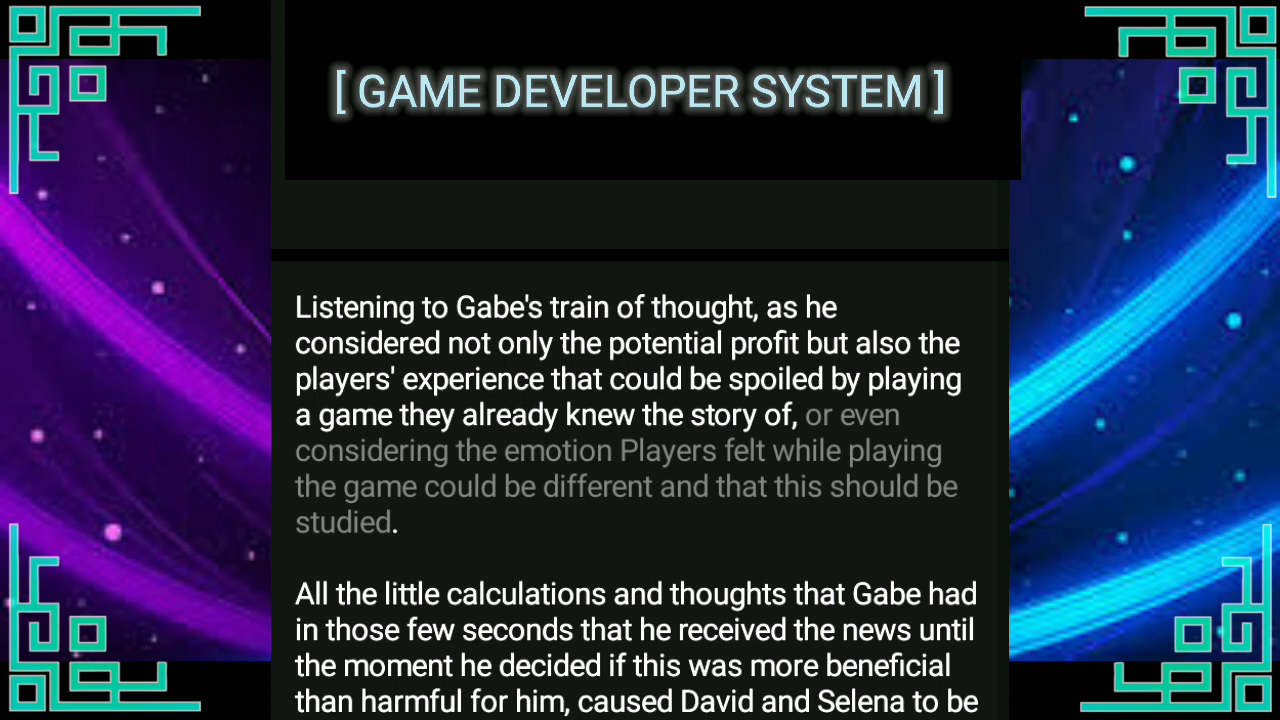 [ GAME DEVELOPER SYSTEM ]
Listening to Gabe's train of thought, as he
considered not only the potential profit but also the
players' experience that could be spoiled by playing
a game they already knew the story of, or even
considering the emotion Players felt while playing
the game could be different and that this should be
studied.
All the little calculations and thoughts that Gabe had
in those few seconds that he received the news until
the moment he decided if this was more beneficial
than harmful for him, caused David and Selena to be